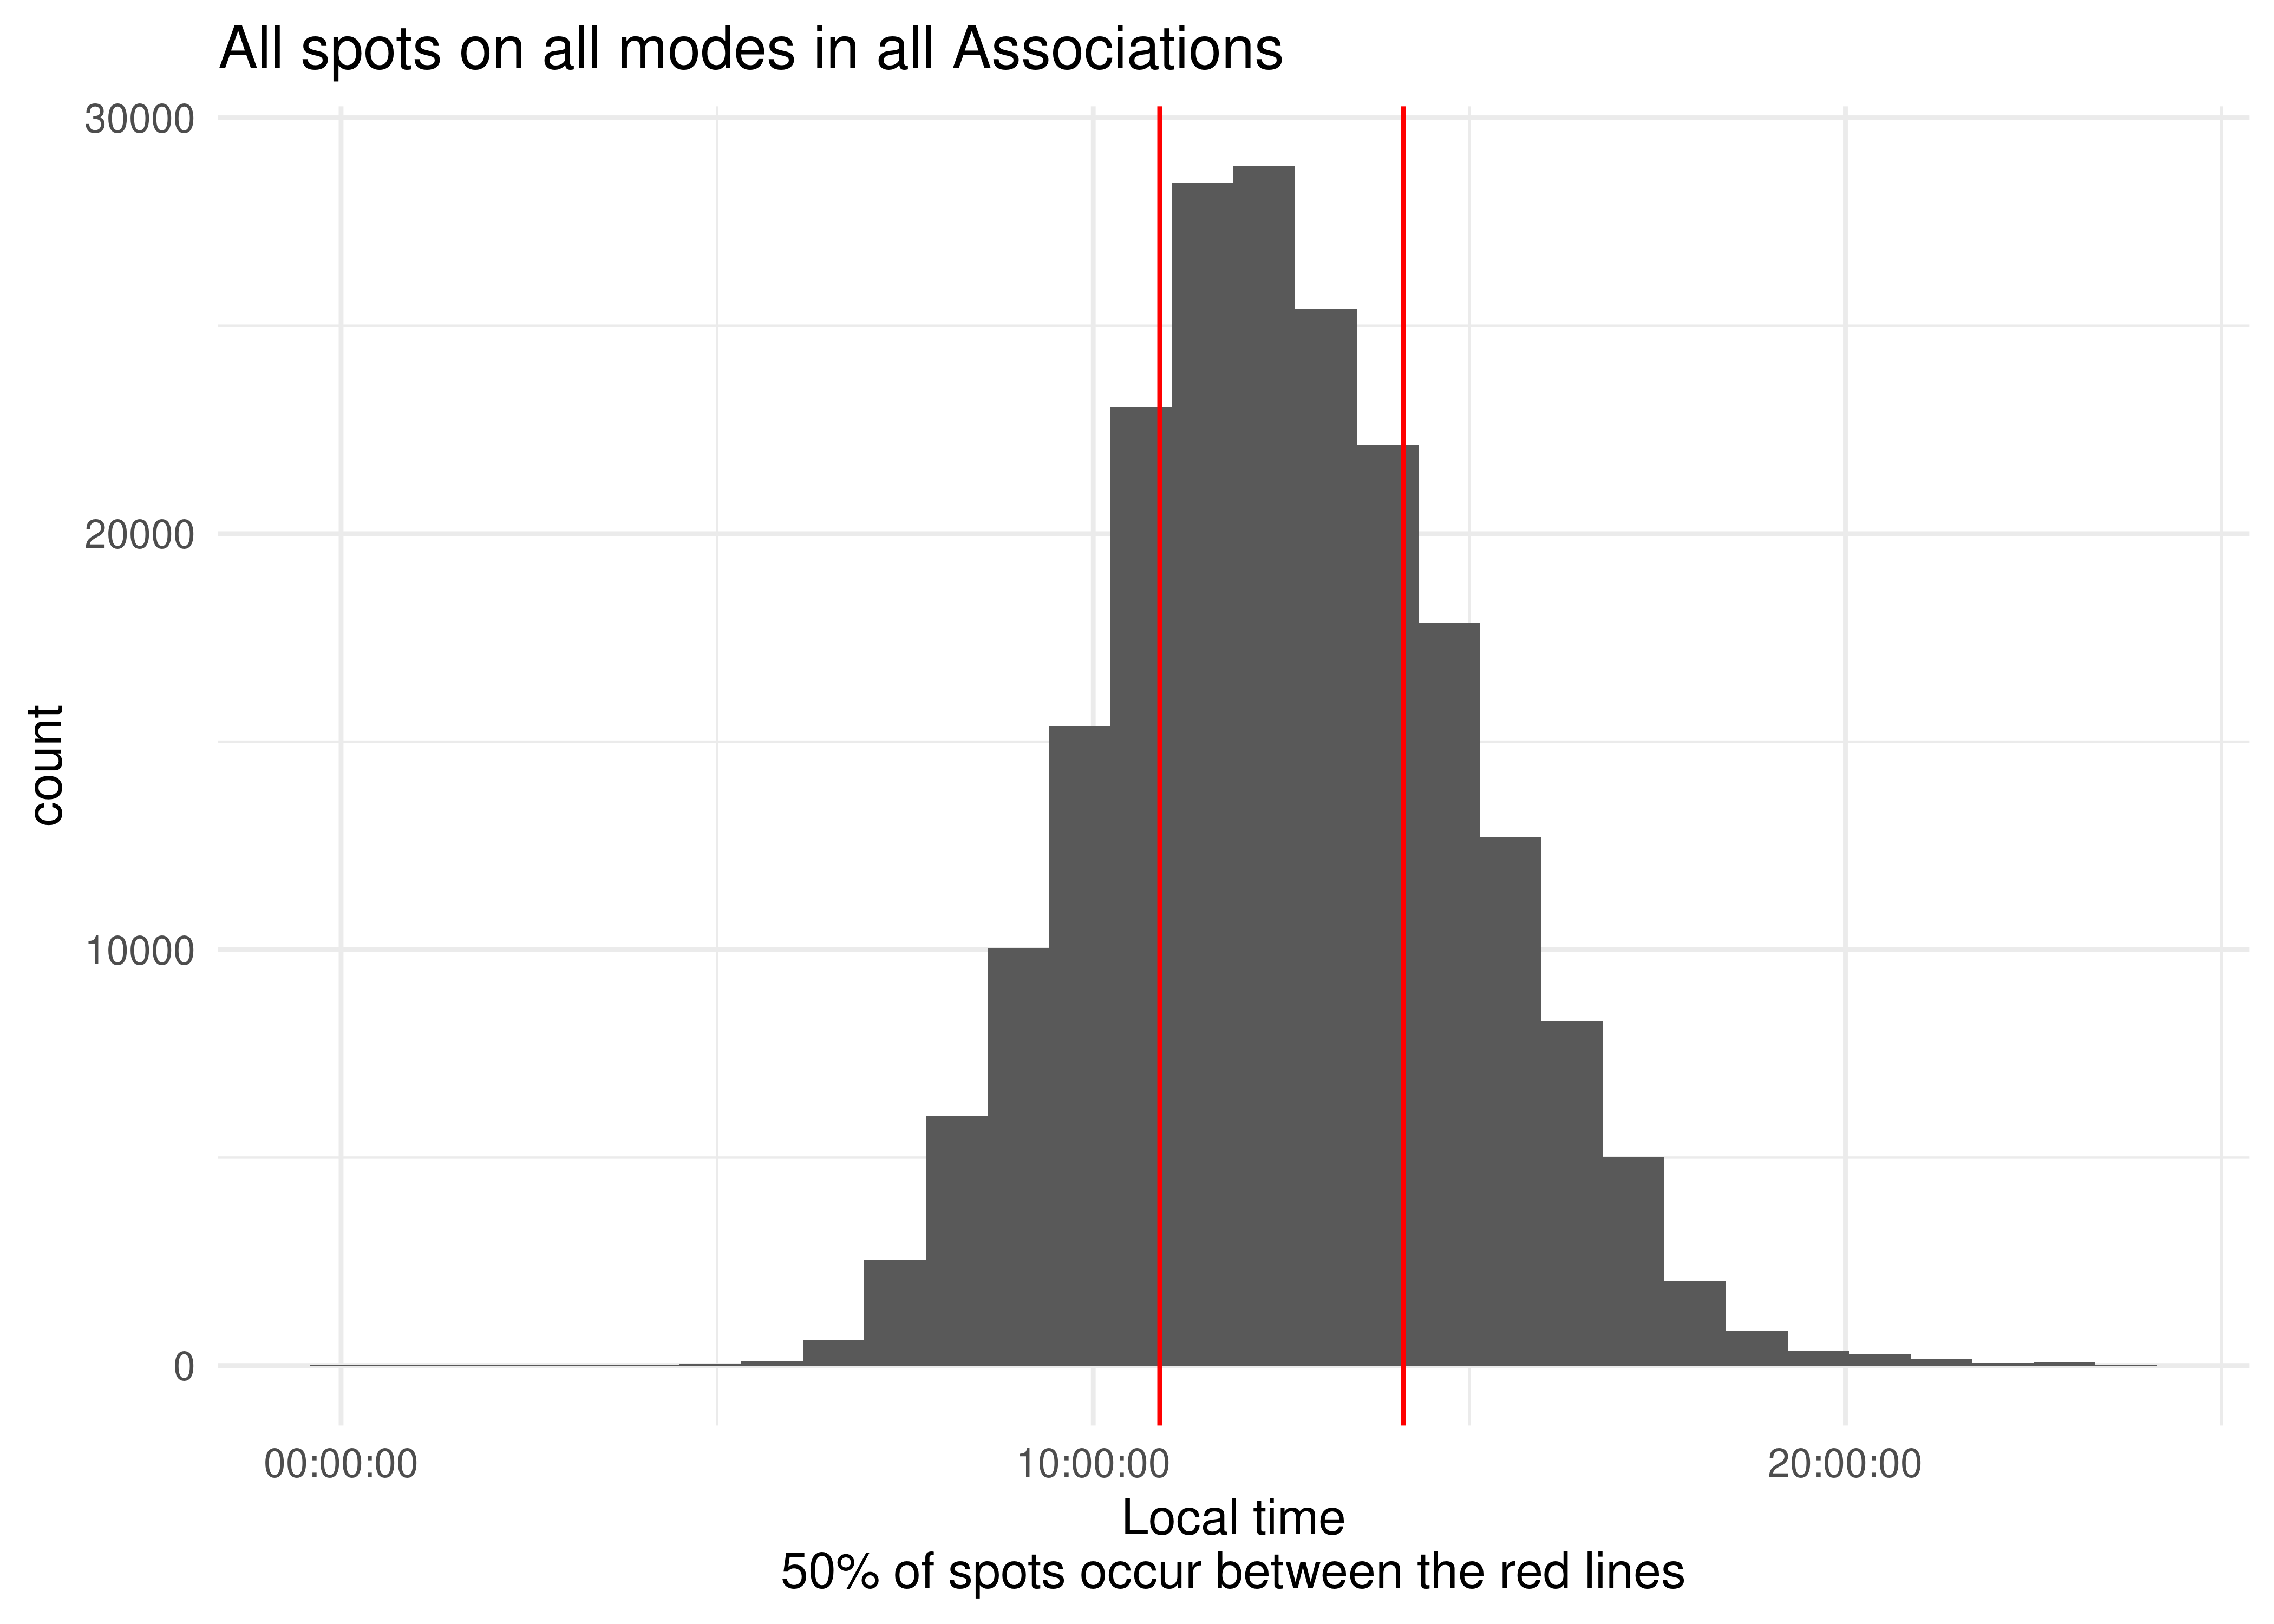 All spots on all modes in all Associations
30000
20000
10000
0
count
00:00:00 10:00:00 20:00:00
Local time
50% of spots occur between the red lines